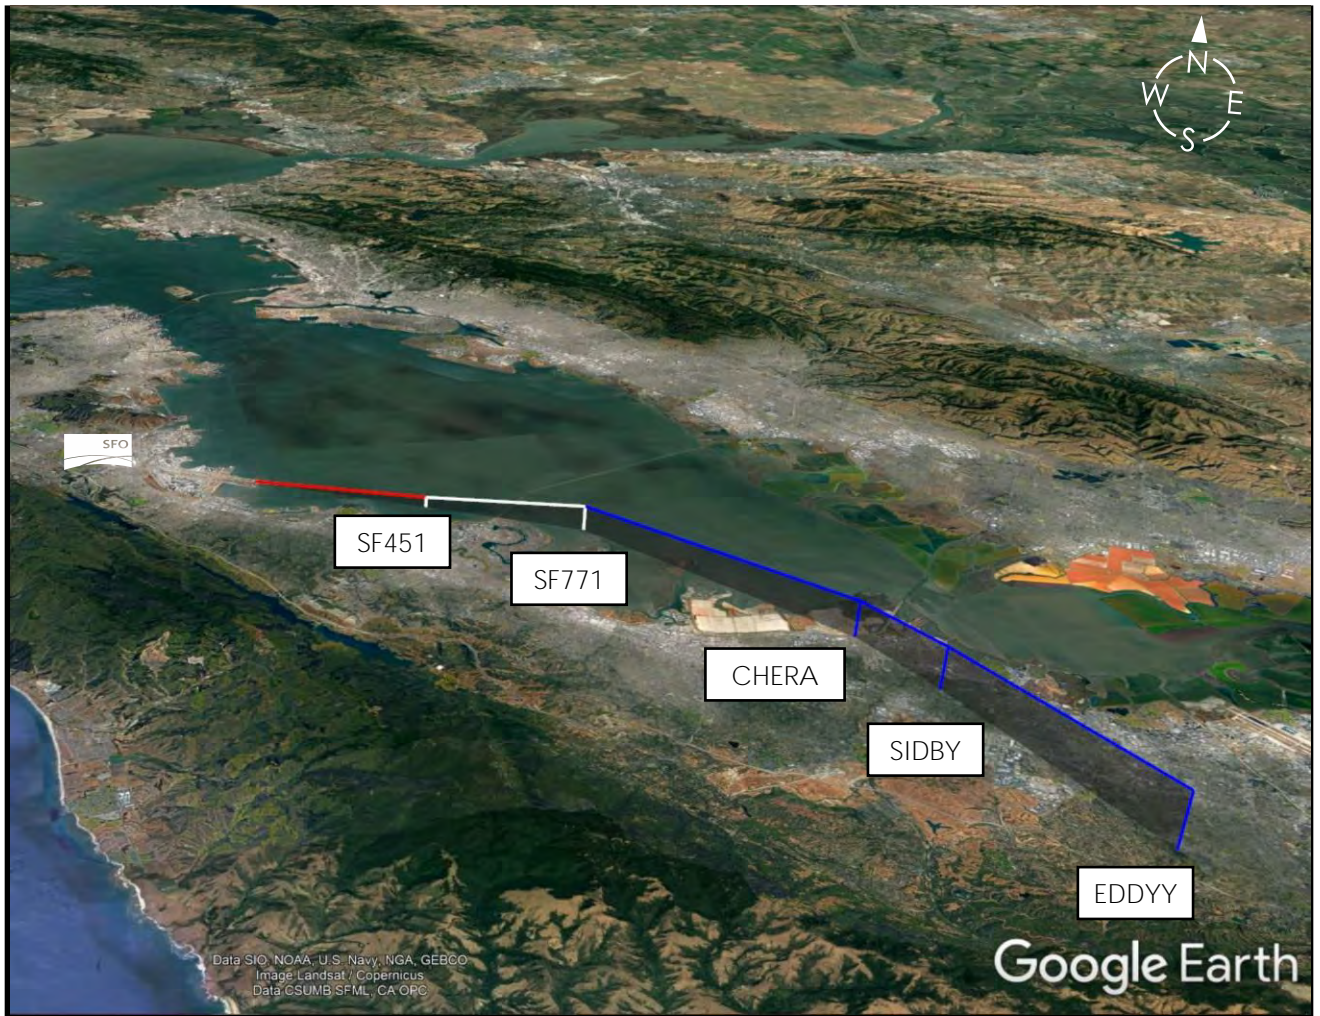 N
W E
S
SFO
SF451
SF771
CHERA
SIDBY
EDDYY
Data SIO, NOAA, U.S. Navy, NGA, GEBCO
Image Landsat / Copernicus
Data CSUMB SFML, CA OPC
Google Earth